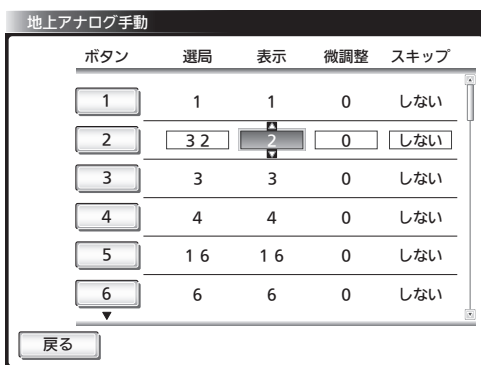 地上アナログ手動
ボタン 選局 表示 微調整 スキップ
1 1 1 0 しない
2 32 2 0 しない
3 3 3 0 しない
4 4 4 0 しない
5 16 16 0 しない
6 6 6 0 しない
戻る